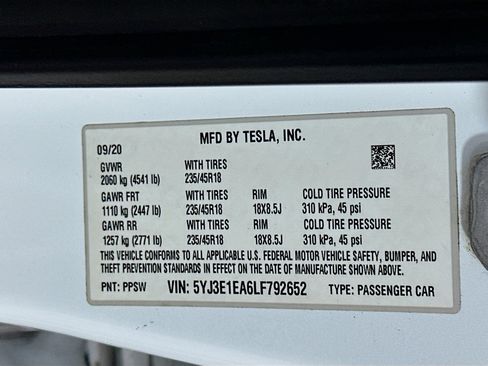 MFD BY TESLA, INC.
09/20
GVWR WITH TIRES
2060 kg (4541 lb) 235/45R18
GAWR FRT WITH TIRES RIM COLD TIRE PRESSURE
1110 kg (2447 lb) 235/45R18 18X8.5J 310 kPa, 45 psi
GAWR RR WITH TIRES RIM COLD TIRE PRESSURE
1257 kg (2771 lb) 235/45R18 18X8.5J 310 kPa, 45 psi
THIS VEHICLE CONFORMS TO ALL APPLICABLE U.S. FEDERAL MOTOR VEHICLE SAFETY, BUMPER, AND
THEFT PREVENTION STANDARDS IN EFFECT ON THE DATE OF MANUFACTURE SHOWN ABOVE.
PNT: PPSW VIN: 5YJ3E1EA6LF792652 TYPE: PASSENGER CAR